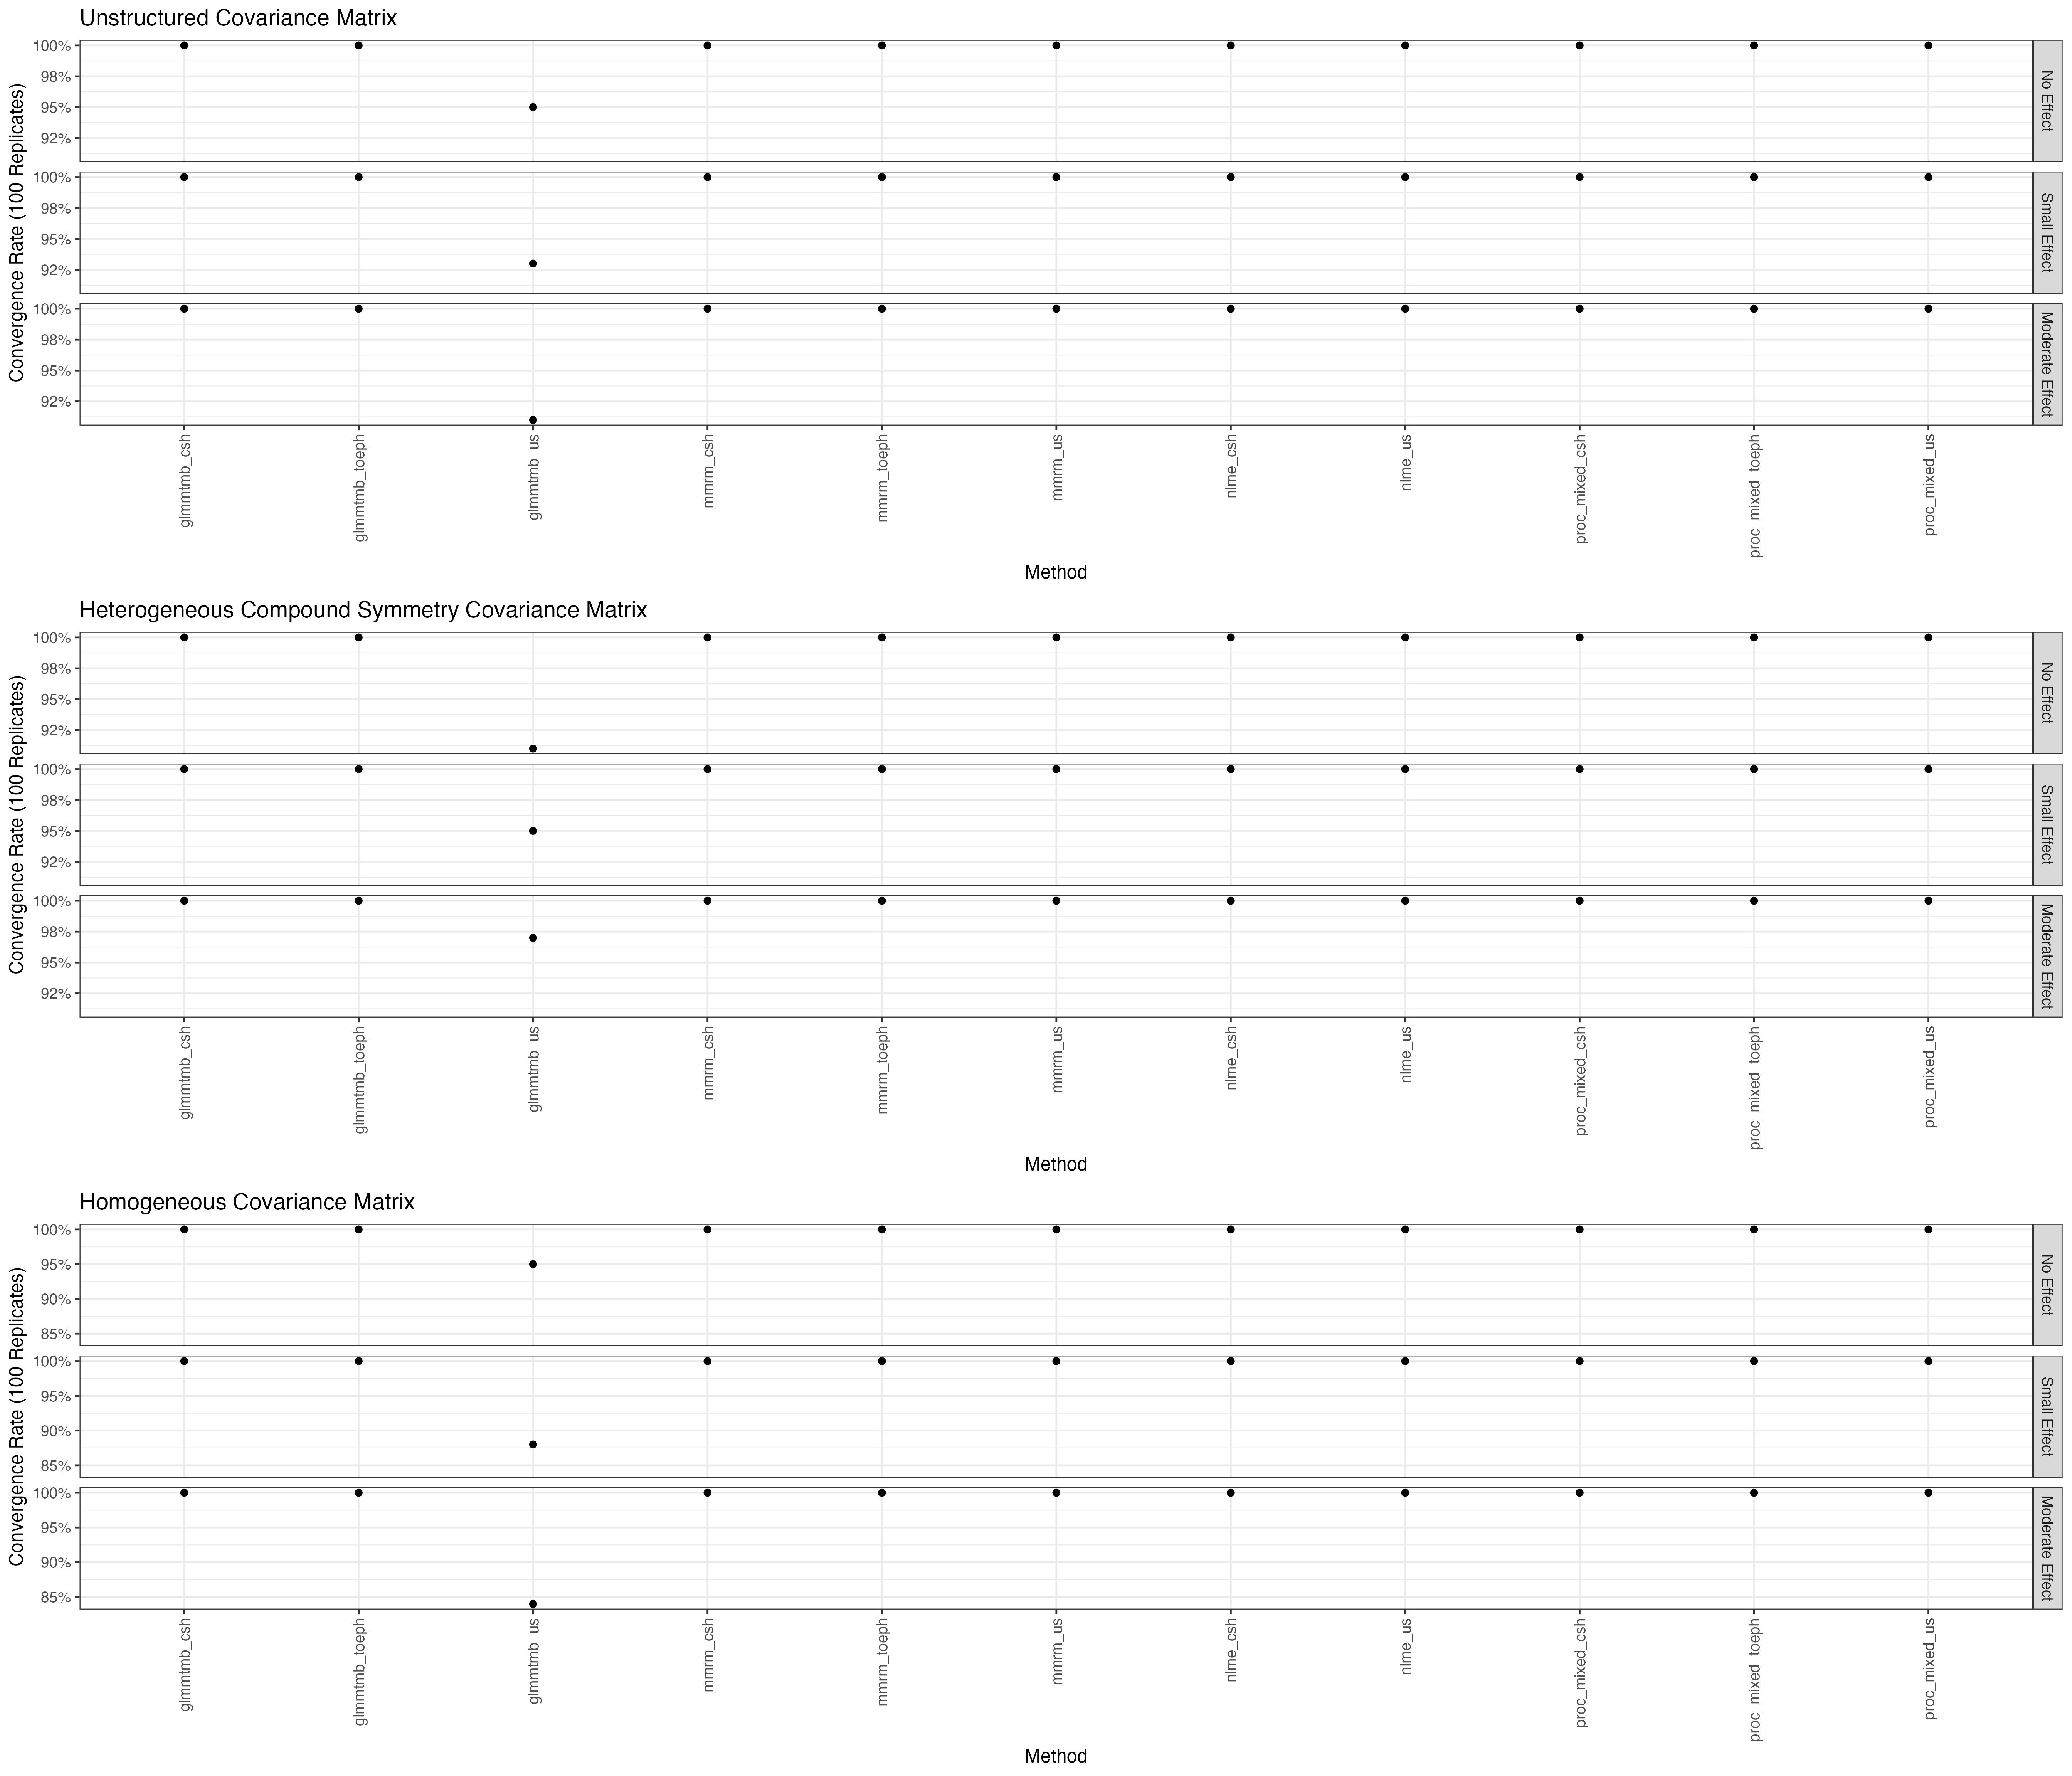 Unstructured Covariance Matrix
Convergence Rate (100 Replicates)
100%
98%
95%
92%
No Effect
100%
98%
95%
92%
Small Effect
100%
98%
95%
92%
Moderate Effect
glmmtmb_csh
glmmtmb_toeph
glmmtmb_us
mmrm_csh
mmrm_toeph
mmrm_us
nlme_csh
nlme_us
proc_mixed_csh
proc_mixed_toeph
proc_mixed_us
Method
Heterogeneous Compound Symmetry Covariance Matrix
Convergence Rate (100 Replicates)
100%
98%
95%
92%
No Effect
100%
98%
95%
92%
Small Effect
100%
98%
95%
92%
Moderate Effect
glmmtmb_csh
glmmtmb_toeph
glmmtmb_us
mmrm_csh
mmrm_toeph
mmrm_us
nlme_csh
nlme_us
proc_mixed_csh
proc_mixed_toeph
proc_mixed_us
Method
Homogeneous Covariance Matrix
Convergence Rate (100 Replicates)
100%
95%
90%
85%
No Effect
100%
95%
90%
85%
Small Effect
100%
95%
90%
85%
Moderate Effect
glmmtmb_csh
glmmtmb_toeph
glmmtmb_us
mmrm_csh
mmrm_toeph
mmrm_us
nlme_csh
nlme_us
proc_mixed_csh
proc_mixed_toeph
proc_mixed_us
Method